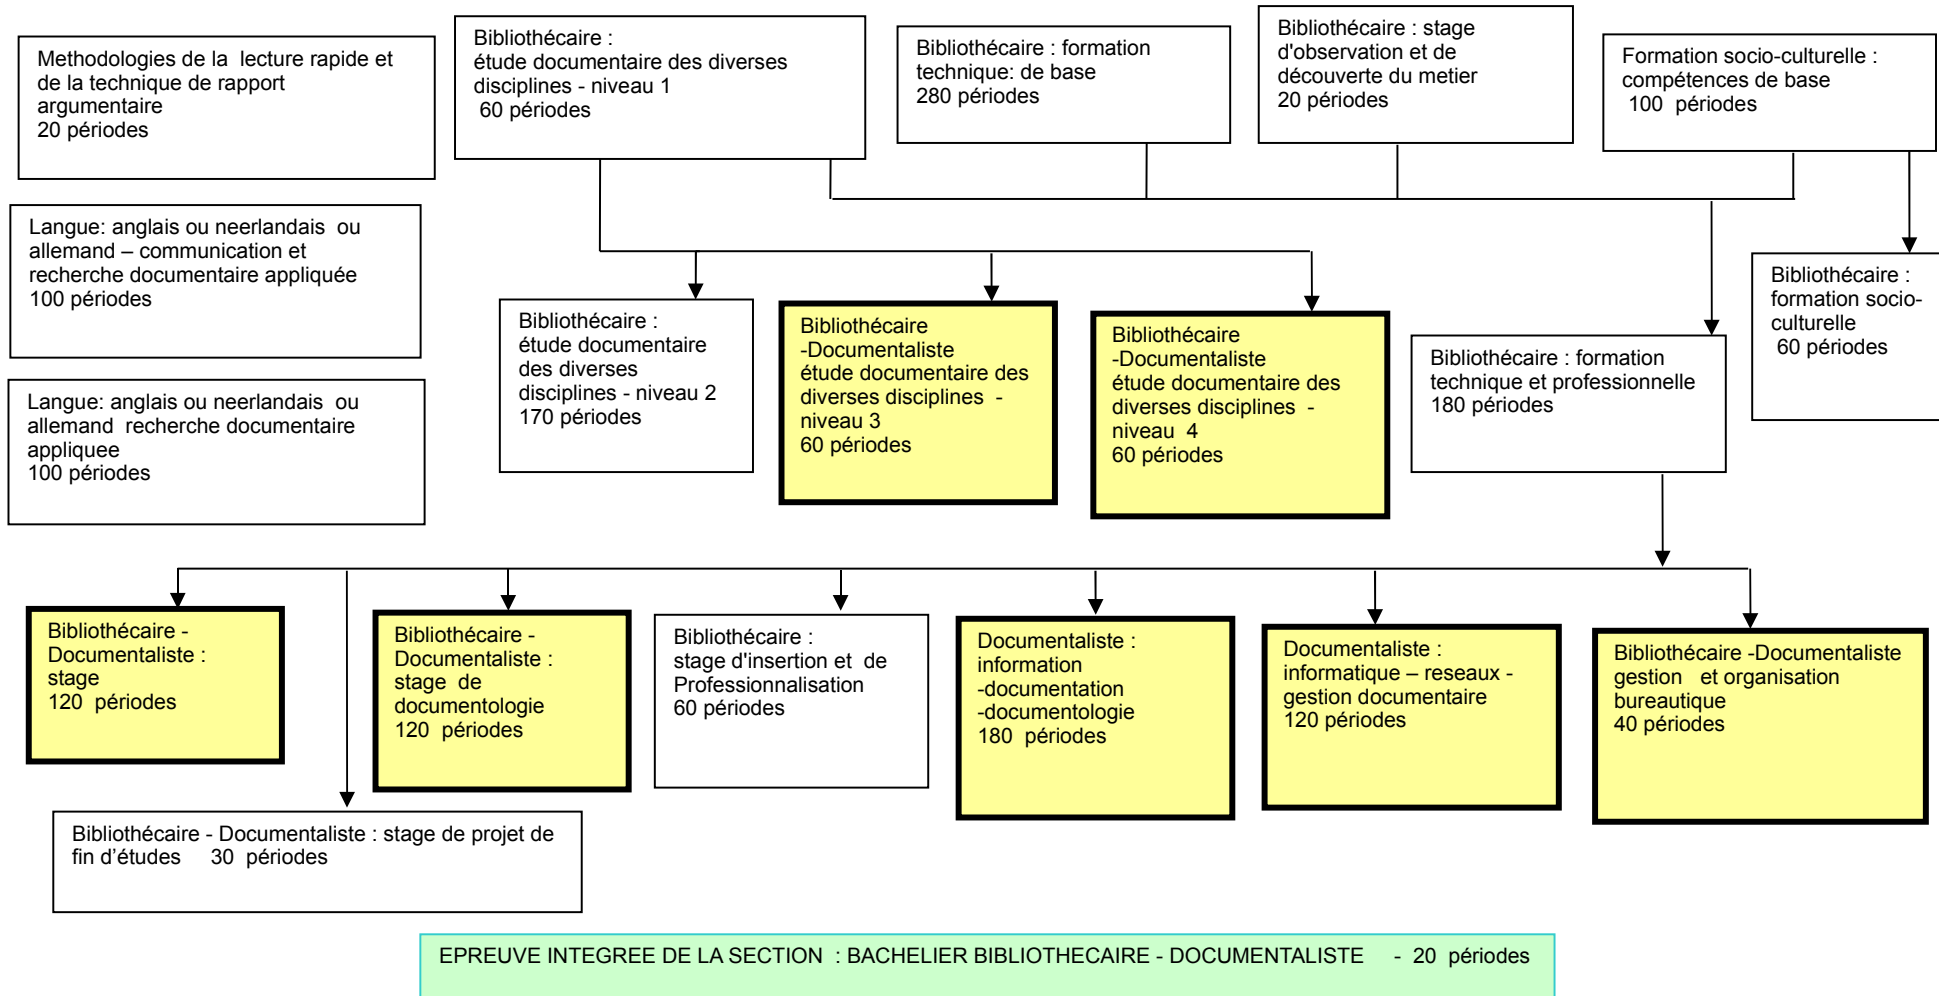 Methodologies de la lecture rapide et
de la technique de rapport
argumentaire
20 périodes
Bibliothécaire :
étude documentaire des diverses
disciplines - niveau 1
60 périodes
Bibliothécaire : formation
technique: de base
280 périodes
Bibliothécaire : stage
d'observation et de
découverte du metier
20 périodes
Formation socio-culturelle :
compétences de base
100 périodes
Langue: anglais ou neerlandais ou
allemand – communication et
recherche documentaire appliquée
100 périodes
Bibliothécaire :
étude documentaire
des diverses
disciplines - niveau 2
170 périodes
Bibliothécaire
-Documentaliste
étude documentaire des
diverses disciplines -
niveau 3
60 périodes
Bibliothécaire
-Documentaliste
étude documentaire des
diverses disciplines -
niveau 4
60 périodes
Bibliothécaire : formation
technique et professionnelle
180 périodes
Bibliothécaire :
formation socio-
culturelle
60 périodes
Langue: anglais ou neerlandais ou
allemand recherche documentaire
appliquee
100 périodes
Bibliothécaire -
Documentaliste :
stage
120 périodes
Bibliothécaire -
Documentaliste :
stage de
documentologie
120 périodes
Bibliothécaire :
stage d'insertion et de
Professionnalisation
60 périodes
Documentaliste :
information
-documentation
-documentologie
180 périodes
Documentaliste :
informatique – reseaux -
gestion documentaire
120 périodes
Bibliothécaire -Documentaliste
gestion et organisation
bureautique
40 périodes
Bibliothécaire - Documentaliste : stage de projet de
fin d’études 30 périodes
EPREUVE INTEGREE DE LA SECTION : BACHELIER BIBLIOTHECAIRE - DOCUMENTALISTE - 20 périodes